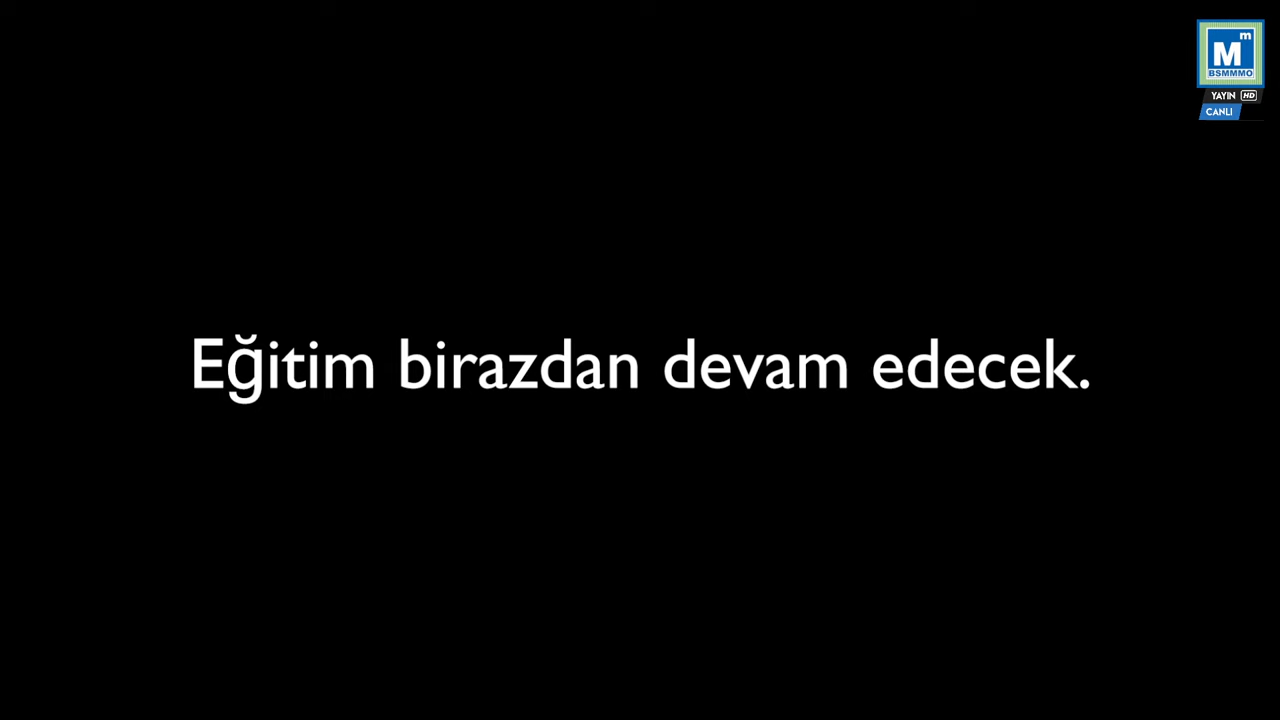 m
M
BSMMMO
YAYIN HD
CANLI
Eğitim birazdan devam edecek.